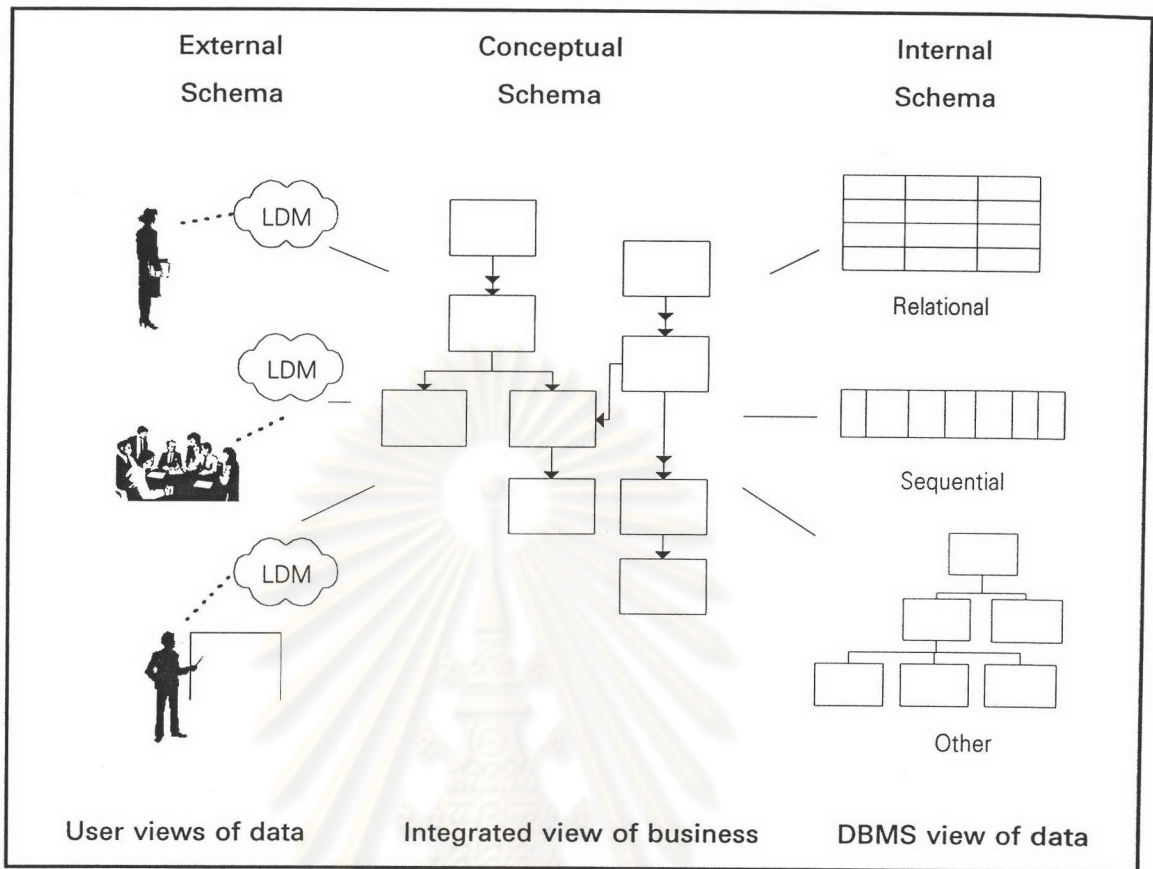 External
Schema
Conceptual
Schema
Internal
Schema
LDM
LDM
LDM
Relational
Sequential
Other
User views of data
Integrated view of business
DBMS view of data